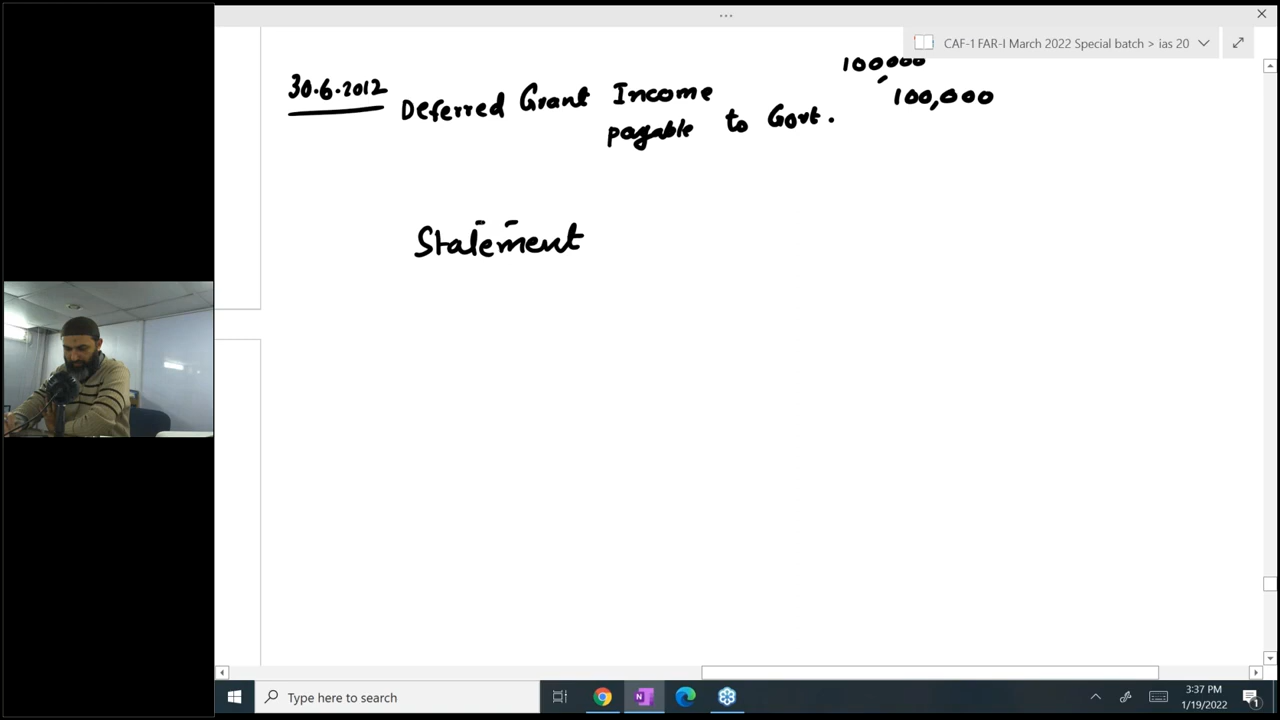 CAF-1 FAR-I March 2022 Special batch > ias 20
100000
30.6.2012 Deferred Grant Income
100,000
payable to Govt.
Statement
Type here to search
3:37 PM
1/19/2022
1